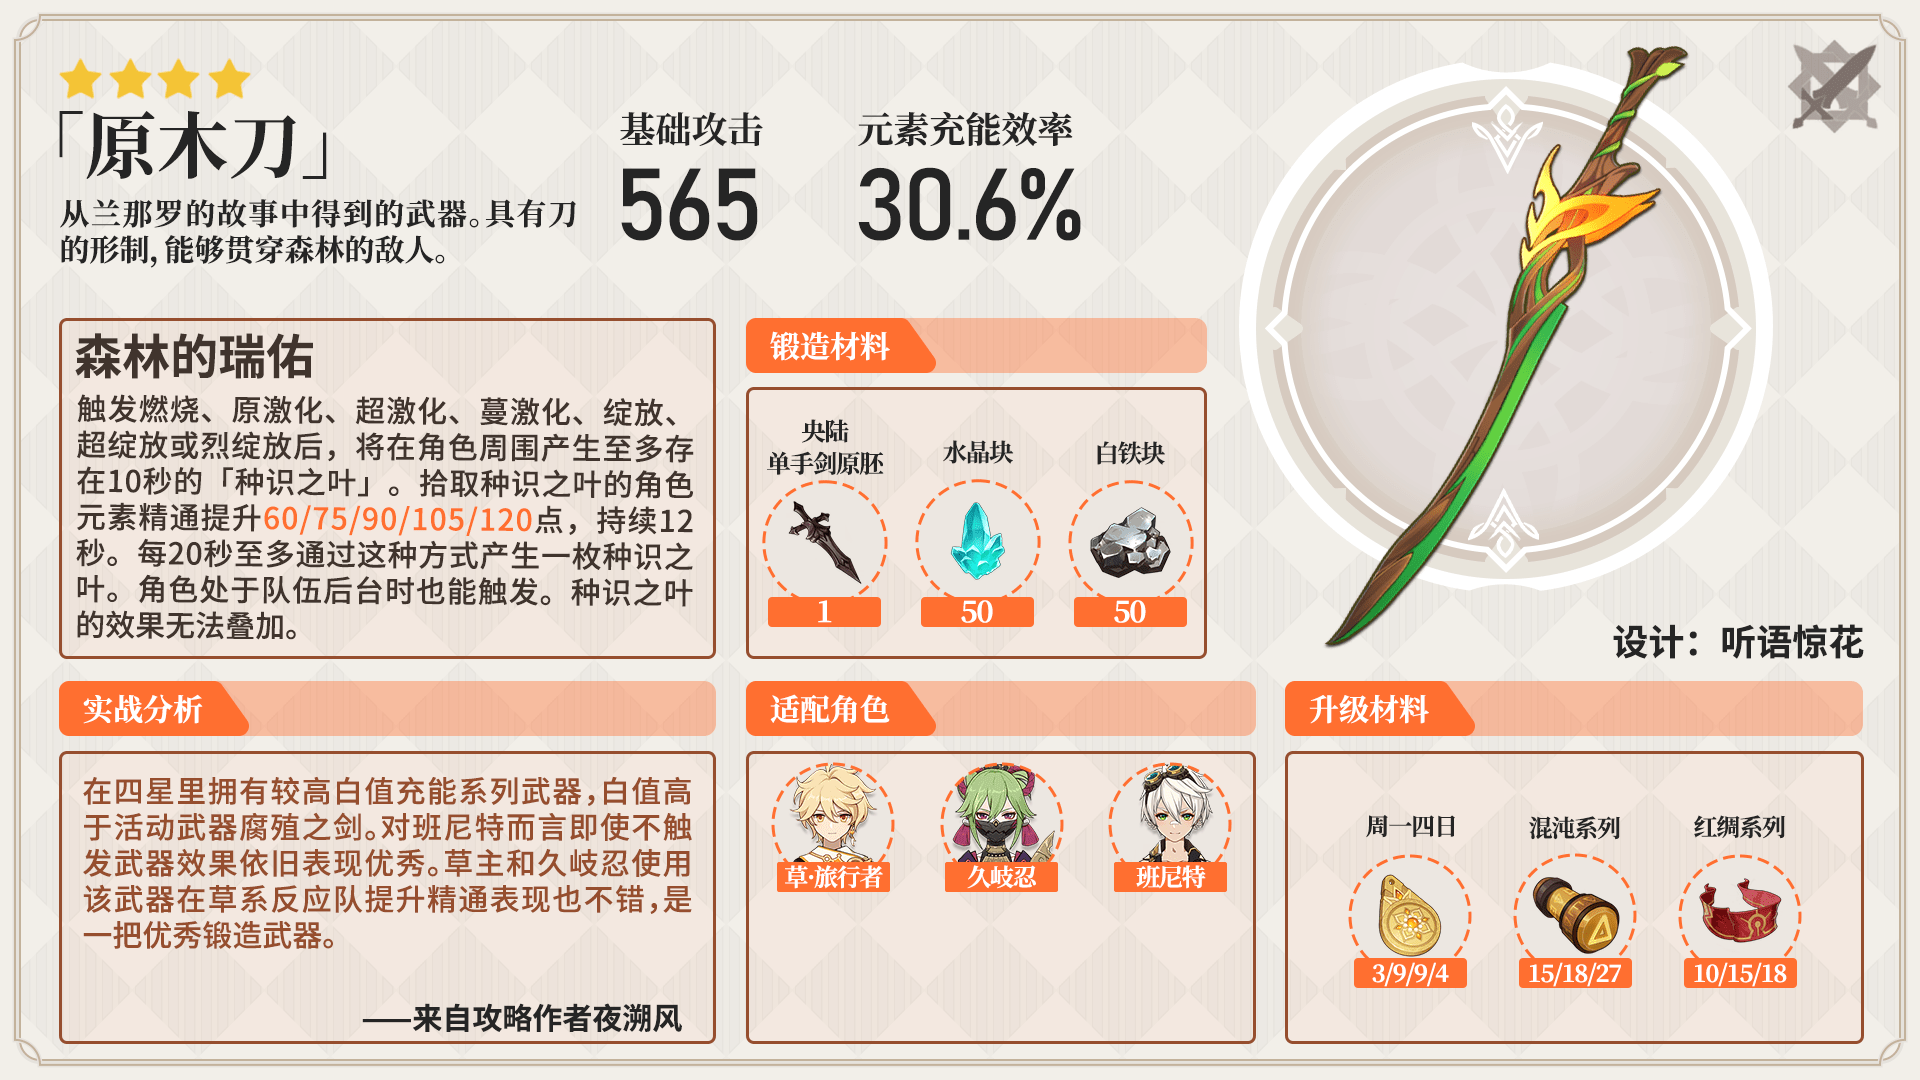 「原木刀」
从兰那罗的故事中得到的武器。具有刀
的形制，能够贯穿森林的敌人。
基础攻击
565
元素充能效率
30.6%
森林的瑞佑
触发燃烧、原激化、超激化、蔓激化、绽放、
超绽放或烈绽放后，将在角色周围产生至多存
在10秒的「种识之叶」。拾取种识之叶的角色
元素精通提升60/75/90/105/120点，持续12
秒。每20秒至多通过这种方式产生一枚种识之
叶。角色处于队伍后台时也能触发。种识之叶
的效果无法叠加。
锻造材料
央陆
单手剑原胚
1
水晶块
50
白铁块
50
设计：听语惊花
实战分析
在四星里拥有较高白值充能系列武器，白值高
于活动武器腐殖之剑。对班尼特而言即使不触
发武器效果依旧表现优秀。草主和久岐忍使用
该武器在草系反应队提升精通表现也不错，是
一把优秀锻造武器。
——来自攻略作者夜溯风
适配角色
草·旅行者
久岐忍
班尼特
升级材料
周一四日
3/9/9/4
混沌系列
15/18/27
红绸系列
10/15/18